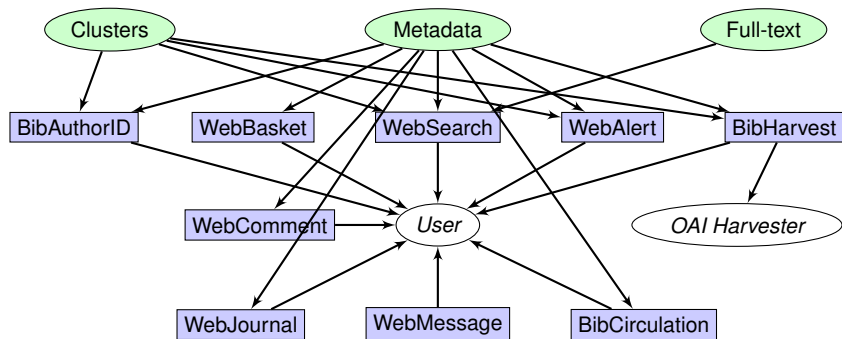 Clusters
Metadata
Full-text
BibAuthorID
WebBasket
WebSearch
WebAlert
BibHarvest
WebComment
User
OAI Harvester
WebJournal
WebMessage
BibCirculation